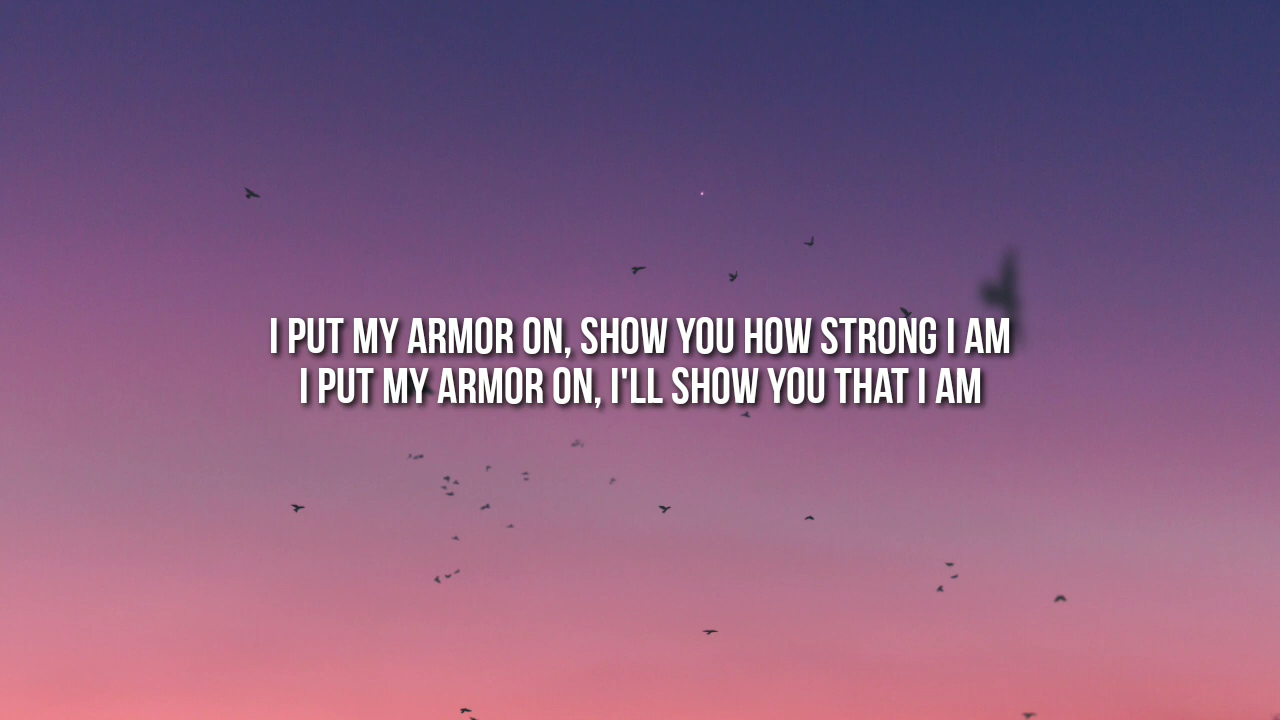 I PUT MY ARMOR ON, SHOW YOU HOW STRONG I AM
I PUT MY ARMOR ON, I'LL SHOW YOU THAT I AM